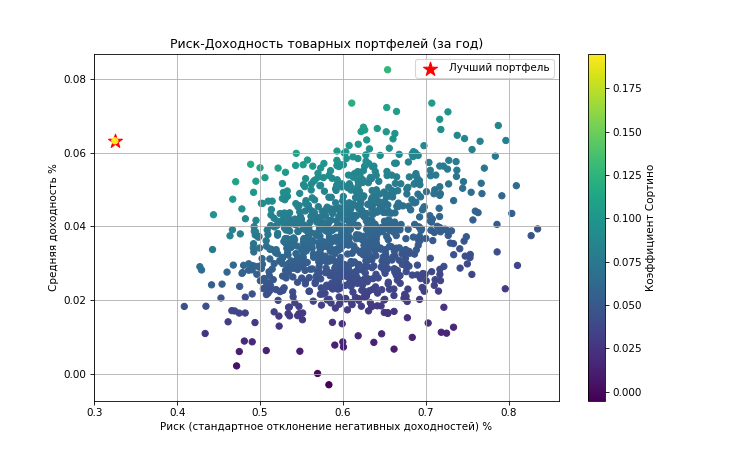 Риск-Доходность товарных портфелей (за год)
Лучший портфель
Средняя доходность %
0.08
0.06
0.04
0.02
0.00
0.3 0.4 0.5 0.6 0.7 0.8
Риск (стандартное отклонение негативных доходностей) %
0.175
0.150
0.125
0.100
0.075
0.050
0.025
0.000
Коэффициент Сортино